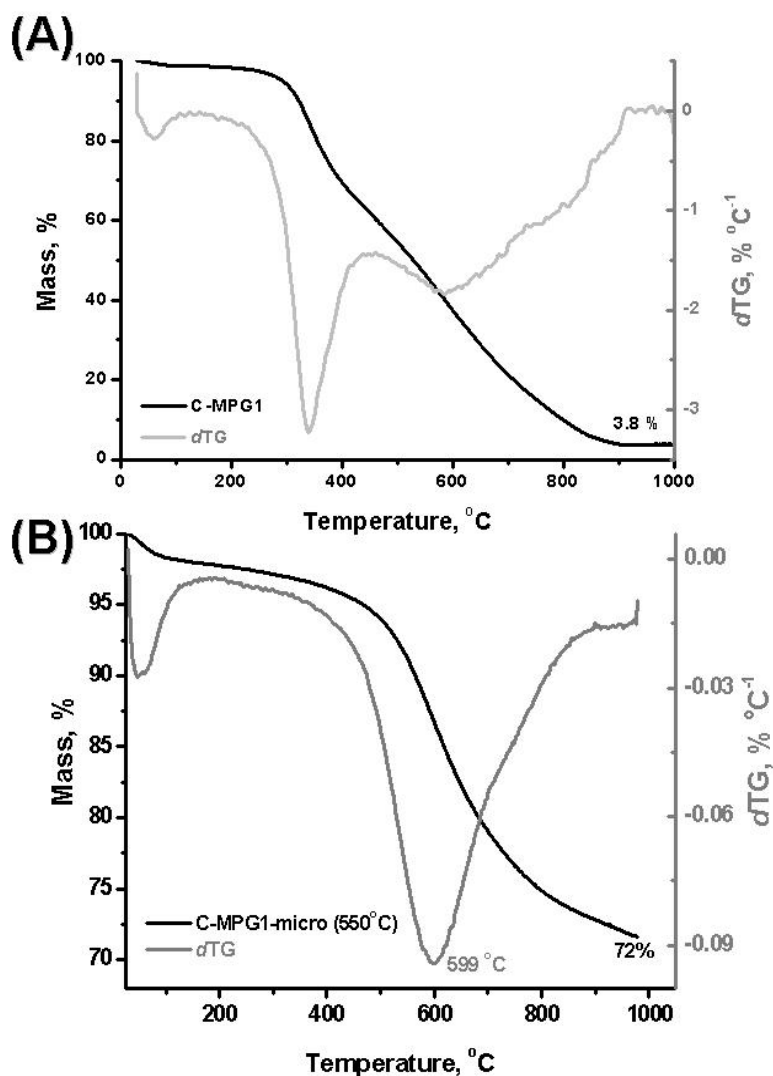 (A)
100
80
60
40
20
0
Mass, %
0
-1
-2
-3
dTG, % °C⁻¹
C-MPG1
dTG
3.8 %
0
200
400
600
800
1000
Temperature, °C
(B)
100
95
90
85
80
75
70
Mass, %
0.00
-0.03
-0.06
-0.09
dTG, % °C⁻¹
C-MPG1-micro (550°C)
dTG
599 °C
72%
200
400
600
800
1000
Temperature, °C